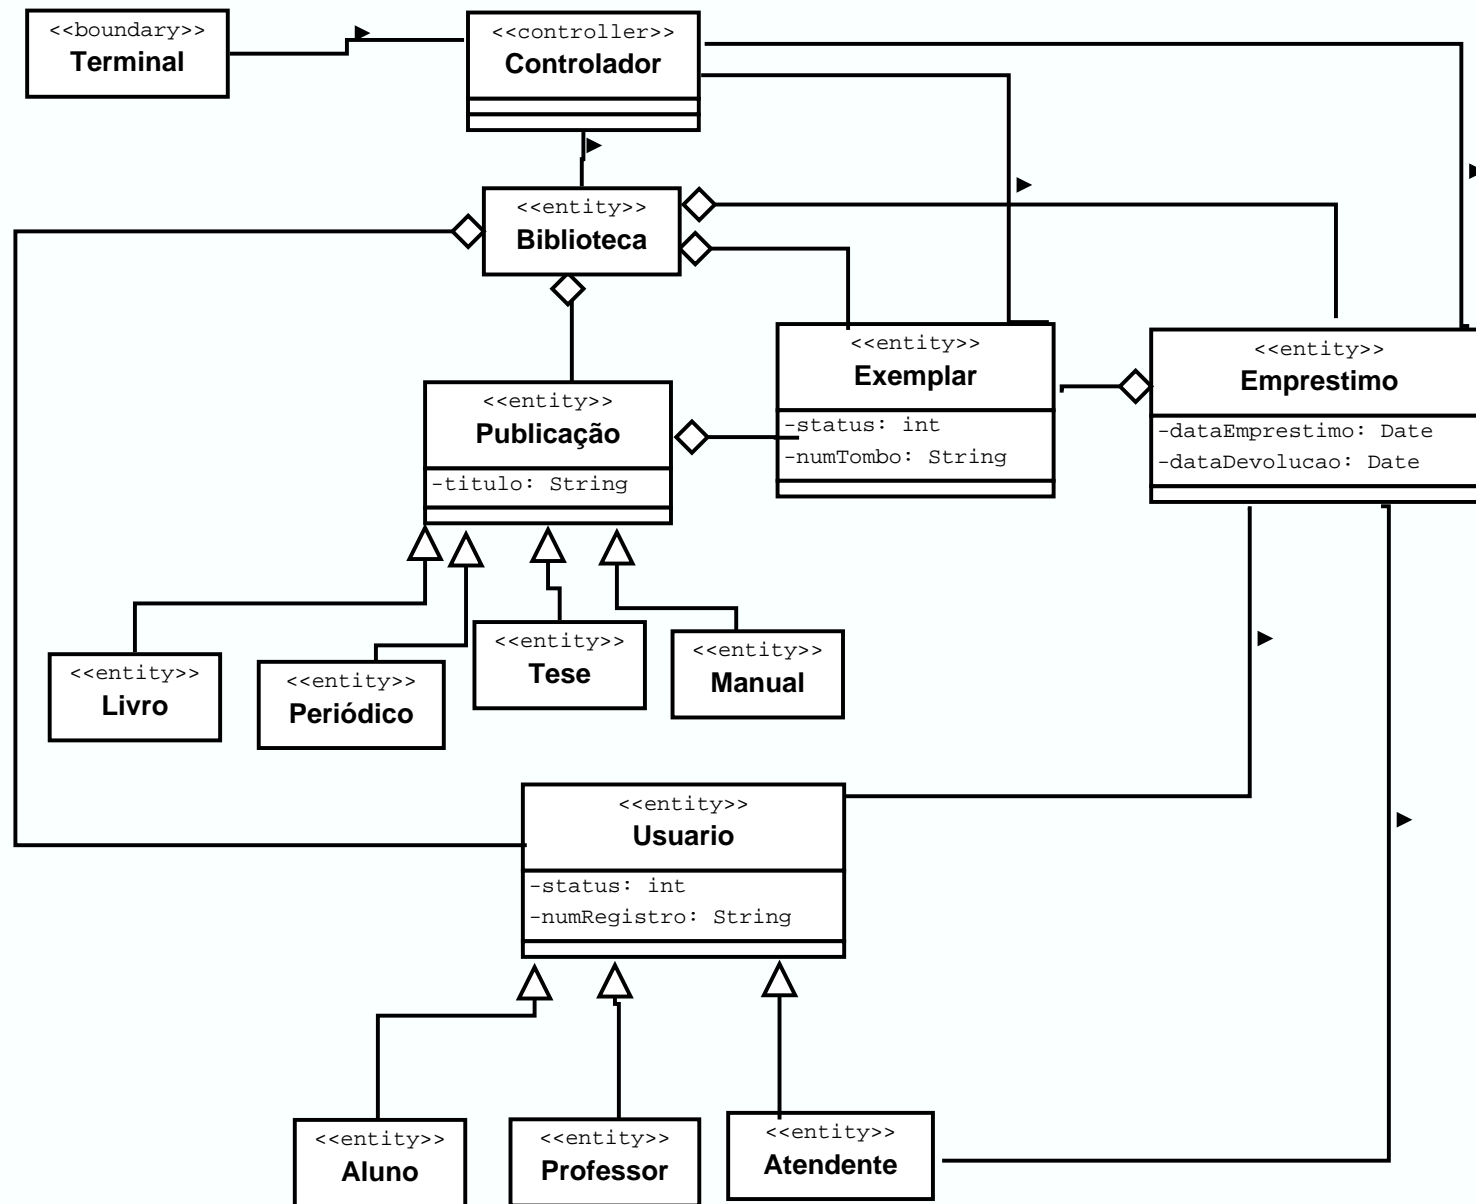 <<boundary>>
Terminal
<<controller>>
Controlador
<<entity>>
Biblioteca
<<entity>>
Exemplar
-status: int
-numTombo: String
<<entity>>
Emprestimo
-dataEmprestimo: Date
-dataDevolucao: Date
<<entity>>
Publicação
-titulo: String
<<entity>>
Livro
<<entity>>
Periódico
<<entity>>
Tese
<<entity>>
Manual
<<entity>>
Usuario
-status: int
-numRegistro: String
<<entity>>
Aluno
<<entity>>
Professor
<<entity>>
Atendente